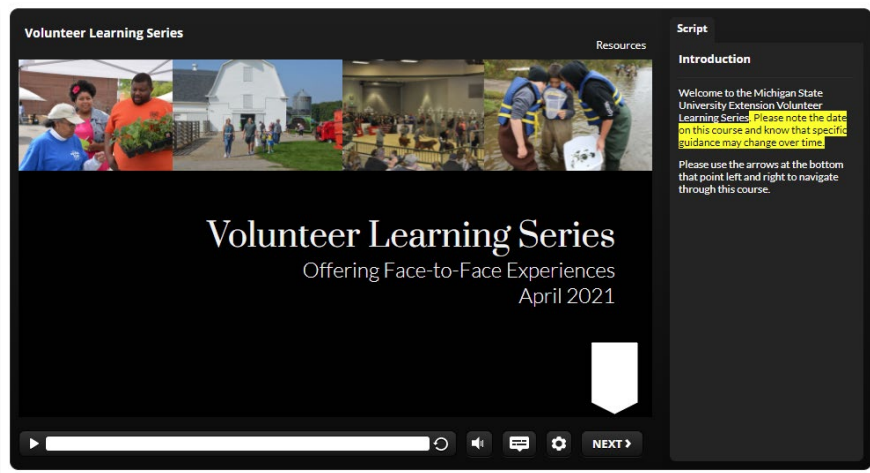 Volunteer Learning Series
Resources
Volunteer Learning Series
Offering Face-to-Face Experiences
April 2021
NEXT
Script
Introduction
Welcome to the Michigan State
University Extension Volunteer
Learning Series. Please note the date
on this course and know that specific
guidance may change over time.
Please use the arrows at the bottom
that point left and right to navigate
through this course.